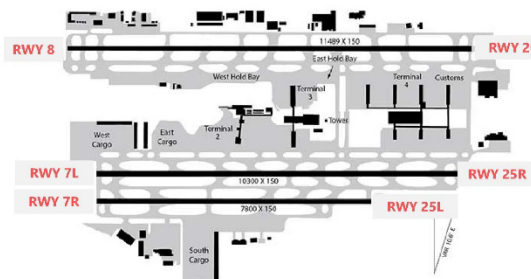 RWY 8
11489 X 150
RWY 2
East Hold Bay
West Hold Bay
Terminal
3
Terminal
4
Customs
Tower
West
Cargo
East
Cargo
Terminal
2
RWY 7L
10300 X 150
RWY 25R
RWY 7R
7800 X 150
RWY 25L
South
Cargo